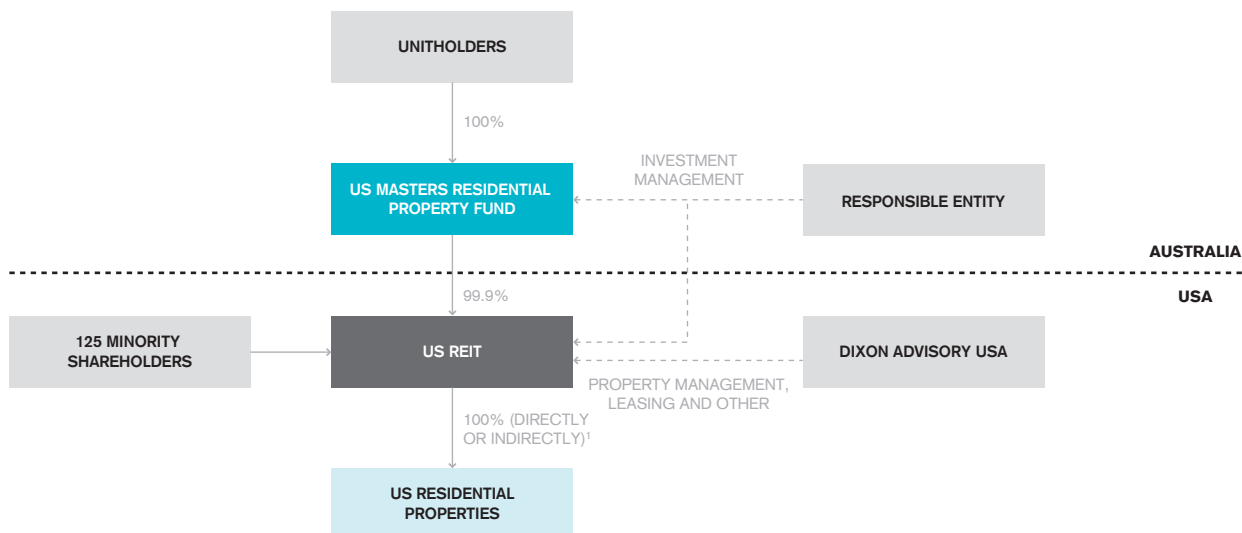 UNITHOLDERS
100%
INVESTMENT
MANAGEMENT
US MASTERS RESIDENTIAL
PROPERTY FUND
RESPONSIBLE ENTITY
AUSTRALIA
USA
99.9%
125 MINORITY
SHAREHOLDERS
US REIT
DIXON ADVISORY USA
PROPERTY MANAGEMENT,
LEASING AND OTHER
100% (DIRECTLY
OR INDIRECTLY)¹
US RESIDENTIAL
PROPERTIES